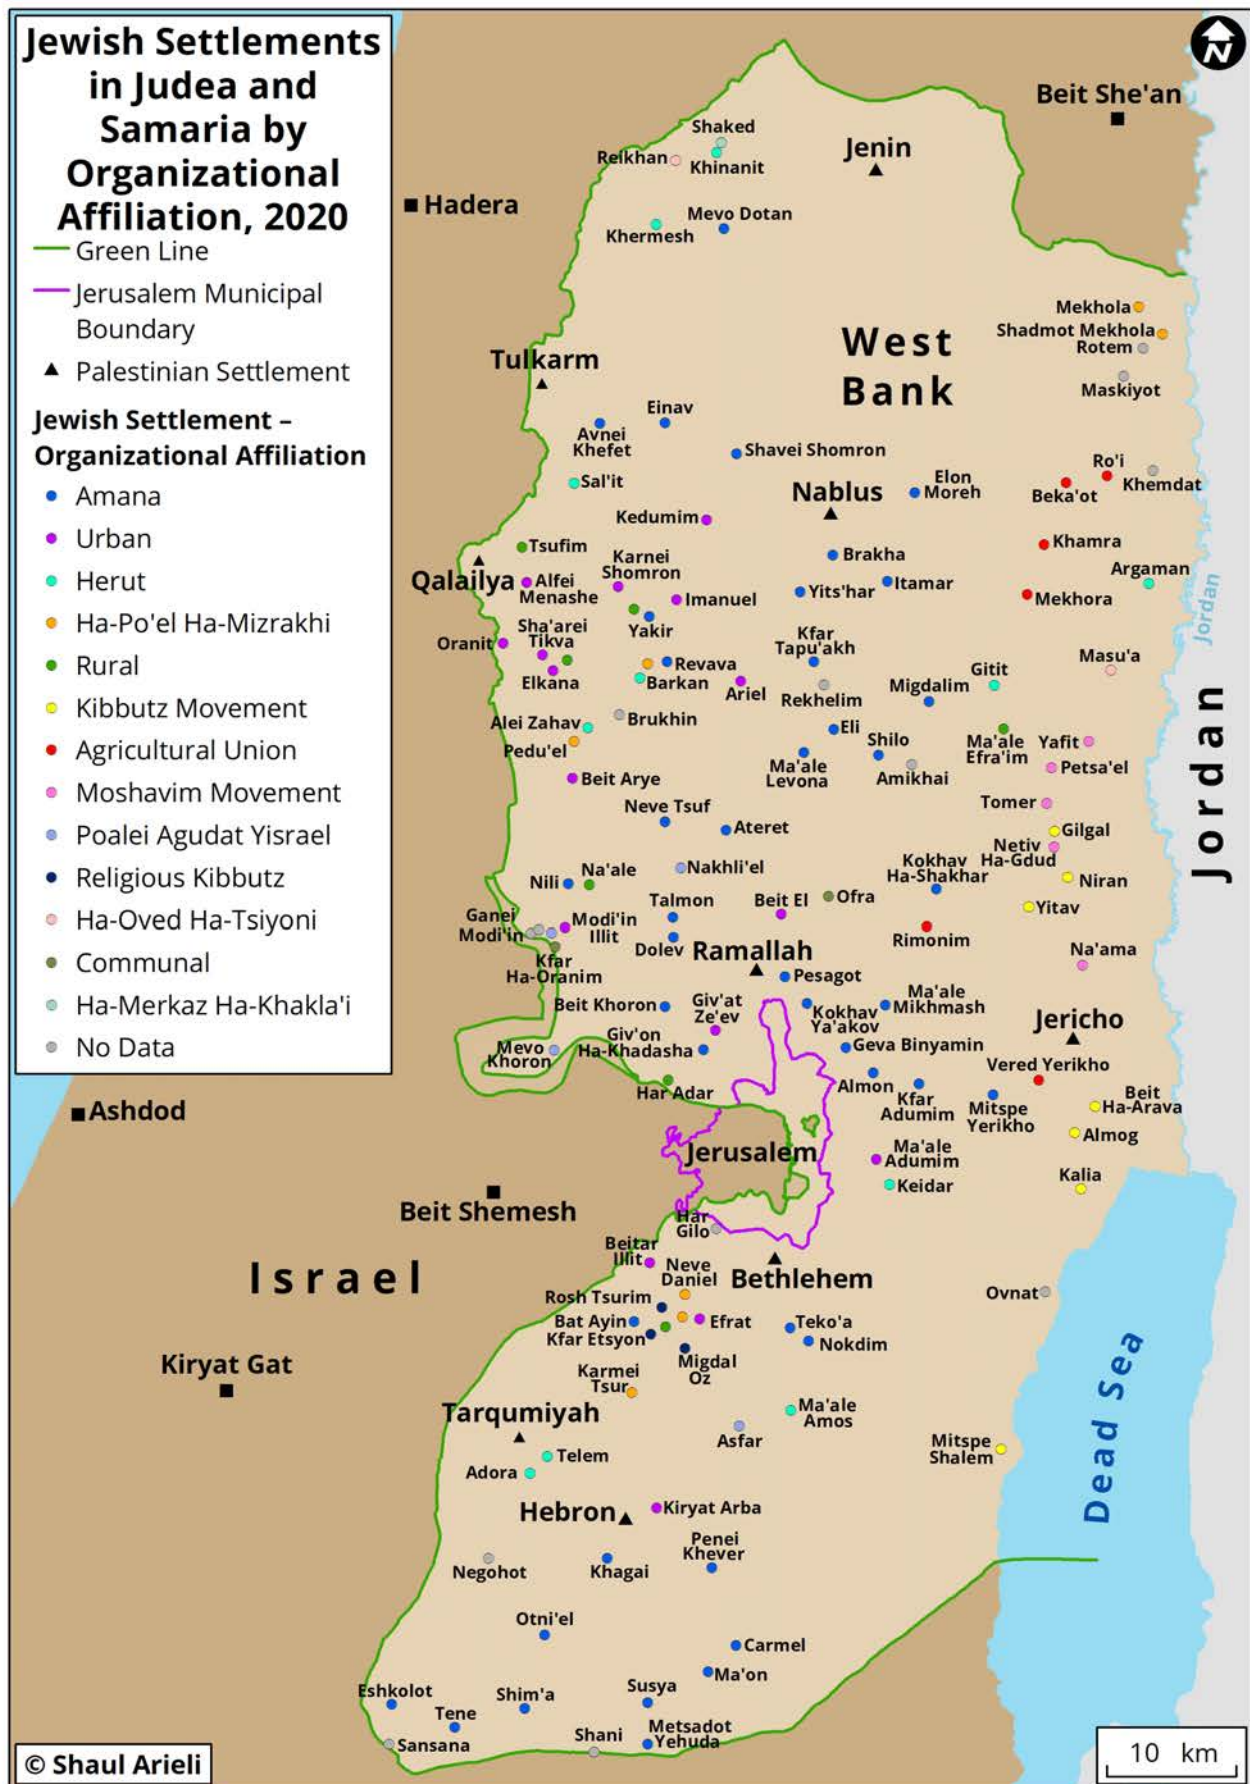 Jewish Settlements
in Judea and
Samaria by
Organizational
Affiliation, 2020
Green Line
Jerusalem Municipal
Boundary
Palestinian Settlement
Jewish Settlement –
Organizational Affiliation
Amana
Urban
Herut
Ha-Po'el Ha-Mizrakhi
Rural
Kibbutz Movement
Agricultural Union
Moshavim Movement
Poalei Agudat Yisrael
Religious Kibbutz
Ha-Oved Ha-Tsiyoni
Communal
Ha-Merkaz Ha-Khakla'i
No Data
N
Beit She'an
Shaked
Reikhan
Khinanit
Jenin
Hadera
Khermesh
Mevo Dotan
Mekhola
Shadmot Mekhola
Rotem
Maskiyot
West
Bank
Tulkarm
Einav
Avnei
Khefet
Shavei Shomron
Sal'it
Elon
Moreh
Ro'i
Beka'ot
Khemdat
Nablus
Kedumim
Tsufim
Khamra
Karnei
Shomron
Brakha
Qalailya
Alfei
Menashe
Imanuel
Yits'har
Itamar
Argaman
Mekhora
Jordan
Yakir
Sha'arei
Tikva
Oranit
Kfar
Tapu'akh
Revava
Elkana
Barkan
Ariel
Rekhelim
Migdalim
Gitit
Masu'a
Alei Zahav
Brukhin
Pedu'el
Eli
Shilo
Ma'ale
Levona
Amikhai
Ma'ale
Efra'im
Yafit
Petsa'el
Jordan
Beit Arye
Neve Tsuf
Ateret
Tomer
Gilgal
Netiv
Ha-Gdud
Niran
Nakhli'el
Kokhav
Ha-Shakhar
Nili
Na'ale
Talmon
Beit El
Ofra
Yitav
Ganei
Modi'in
Modi'in
Illit
Kfar
Ha-Oranim
Dolev
Ramallah
Rimonim
Na'ama
Pesagot
Beit Khoron
Giv'at
Ze'ev
Kokhav
Ya'akov
Ma'ale
Mikhmash
Jericho
Mevo
Khoron
Giv'on
Ha-Khadasha
Geva Binyamin
Vered Yerikho
Har Adar
Almon
Kfar
Adumim
Mitspe
Yerikho
Beit
Ha-Arava
Almog
Ashdod
Jerusalem
Ma'ale
Adumim
Keidar
Kalia
Beit Shemesh
Har
Gilo
Israel
Beitar
Illit
Neve
Daniel
Bethlehem
Ovnat
Rosh Tsurim
Bat Ayin
Kfar Etsyon
Efrat
Teko'a
Nokdim
Migdal
Oz
Kiryat Gat
Karmei
Tsur
Tarqumiyah
Ma'ale
Amos
Asfar
Mitspe
Shalem
Dead Sea
Telem
Adora
Kiryat Arba
Hebron
Penei
Khever
Negohot
Khagai
Otni'el
Carmel
Ma'on
Eshkolot
Shim'a
Susya
Tene
Sansana
Shani
Metsadot
Yehuda
© Shaul Arieli
10 km